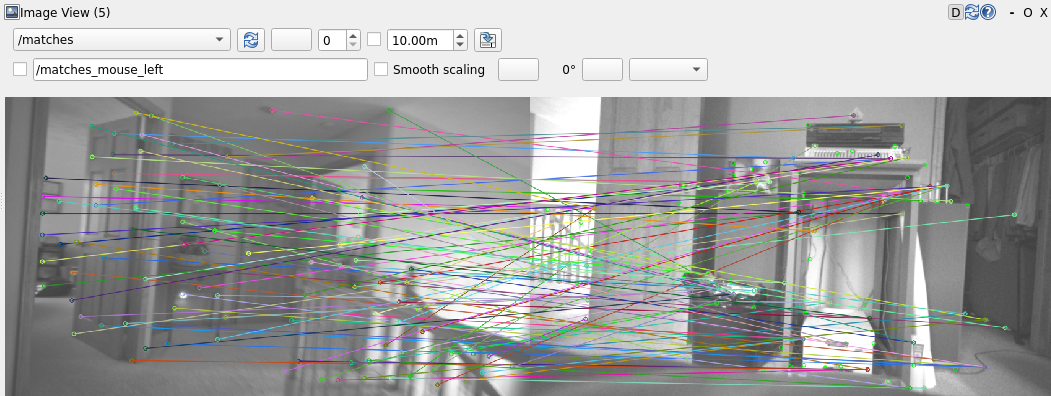 Image View (5)
D - O X
/matches 0 10.00m
/matches_mouse_left Smooth scaling 0°